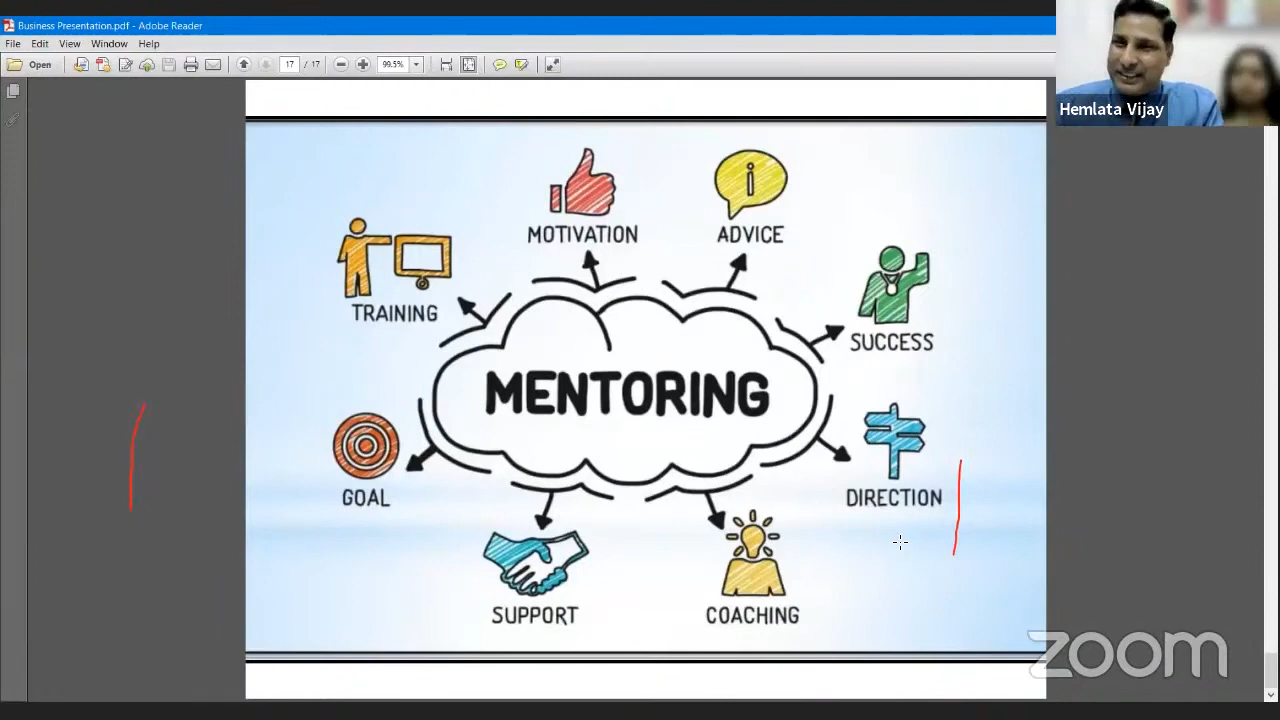 Business Presentation.pdf - Adobe Reader
File Edit View Window Help
Open 17 / 17 99.5%
Hemlata Vijay
MOTIVATION
ADVICE
i
TRAINING
SUCCESS
MENTORING
GOAL
DIRECTION
SUPPORT
COACHING
zoom